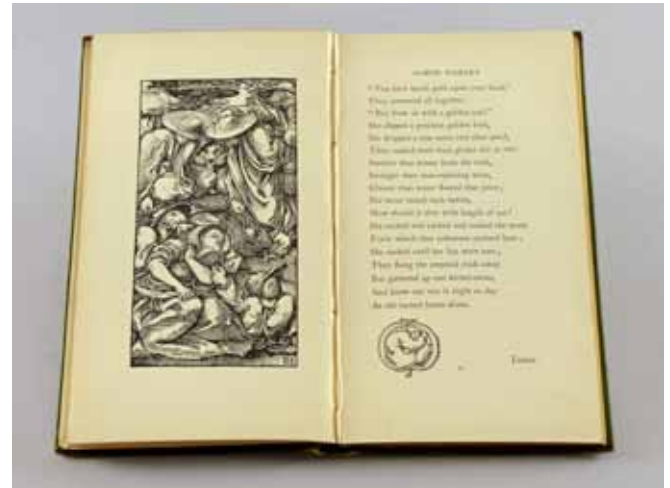 GOBLIN MARKET
"You have much gold upon your head,"
They answered all together:
"Buy from us with a golden curl."
She clipped a precious golden lock,
She dropped a tear more rare than pearl,
Then sucked their fruit globes fair or red:
Sweeter than honey from the rock,
Stronger than man-rejoicing wine,
Clearer than water flowed that juice;
She never tasted such before,
How should it cloy with length of use?
She sucked and sucked and sucked the more
Fruits which that unknown orchard bore;
She sucked until her lips were sore;
Then flung the emptied rinds away
But gathered up one kernel-stone,
And knew not was it night or day
As she turned home alone.